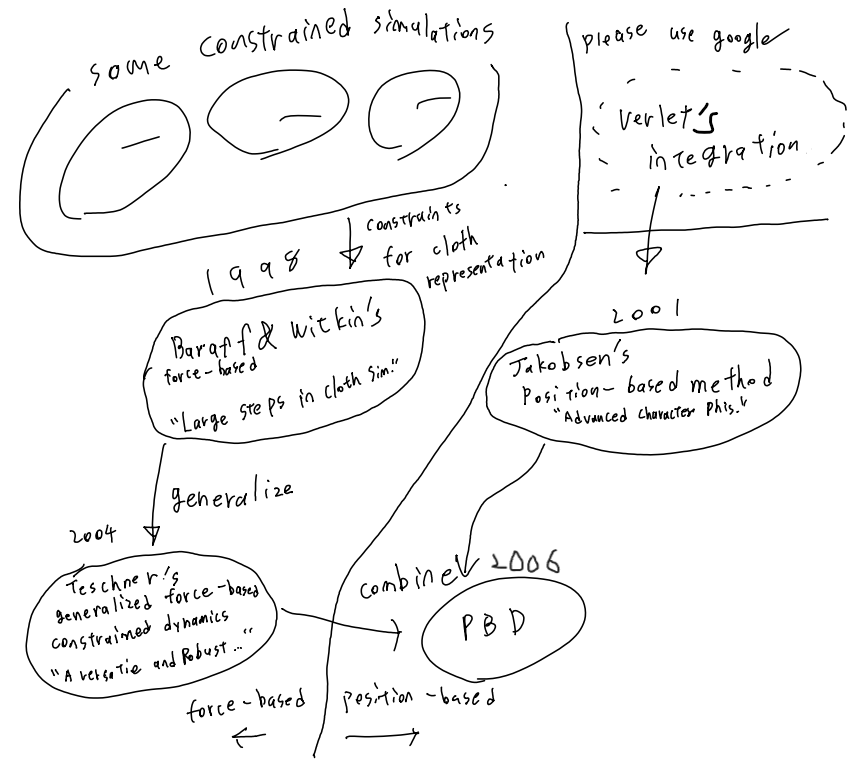 some constrained simulations
please use google
Verlet's
integration
constraints
for cloth
representation
1998
Baraff & Witkin's
force-based
"Large steps in cloth sim."
2001
Jakobsen's
Position-based method
"Advanced Character Phis."
generalize
2004
Teschner's
generalized force-based
constrained dynamics
"A versatie and Robust..."
combine
2006
PBD
force-based
position-based